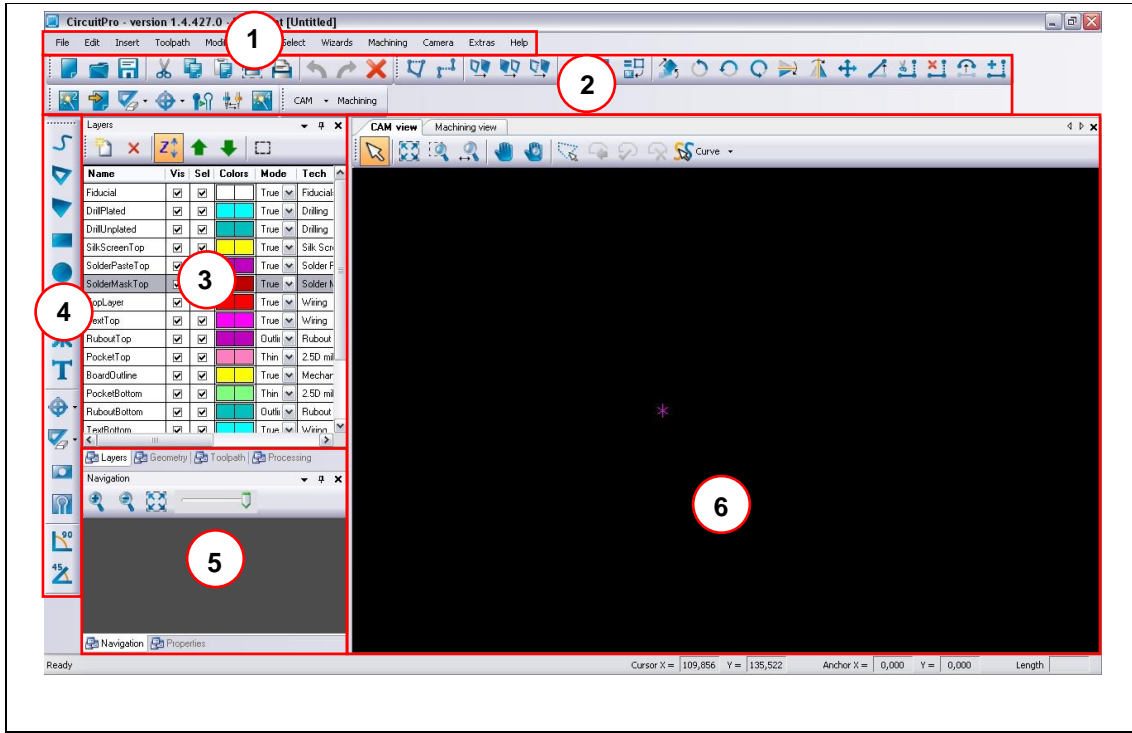 CircuitPro - version 1.4.427.0 - [Untitled]
File Edit Insert Toolpath Wizards Machining Camera Extras Help
1
2
CAM Machining
Layers
CAM view Machining view
Curve
Name Vis Sel Colors Mode Tech
Fiducial True Fiducial
DrillPlated True Drilling
DrillUnplated True Drilling
SilkScreenTop True Silk Scr
SolderPasteTop True Solder P
SolderMaskTop True Solder M
3
TopLayer True Wiring
4
TextTop True Wiring
RuboutTop Outli Rubout
PocketTop Thin 2.5D mil
T
BoardOutline True Mechan
PocketBottom Thin 2.5D mil
RuboutBottom Outli Rubout
TextBottom True Wiring
Layers Geometry Toolpath Processing
Navigation
6
90
5
45
Navigation Properties
Ready Cursor X = 109,856 Y = 135,522 Anchor X = 0,000 Y = 0,000 Length